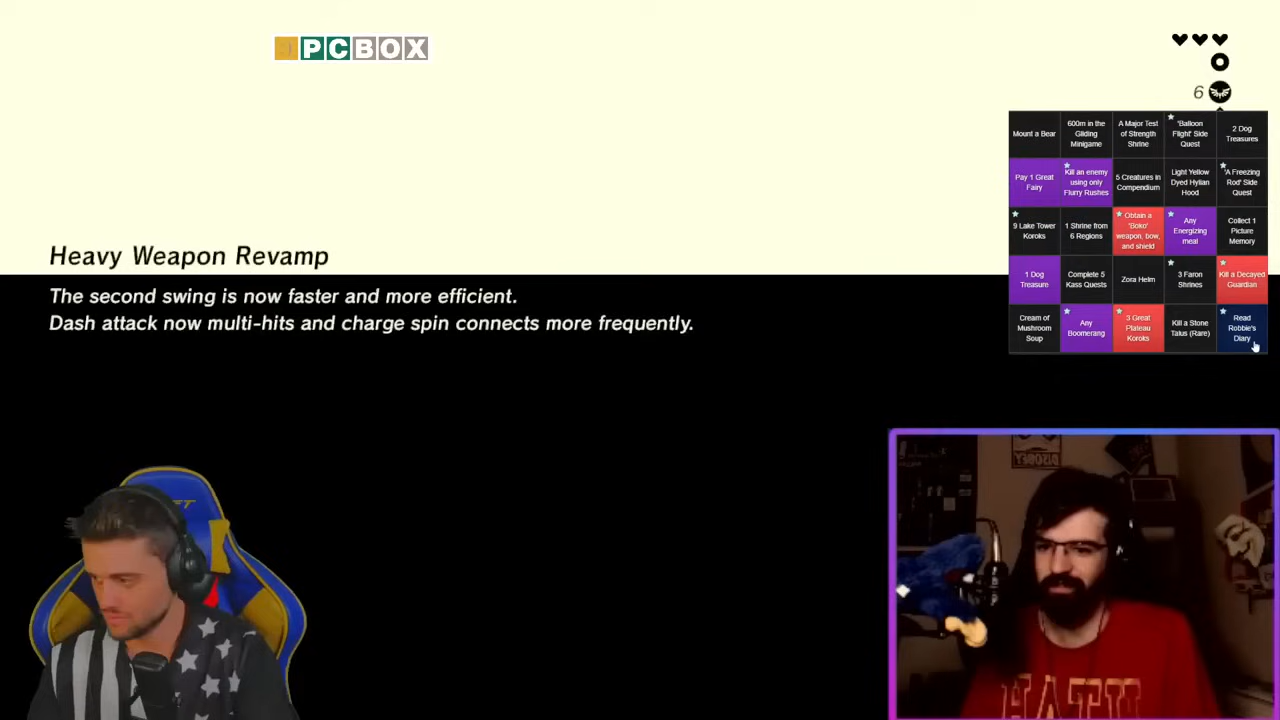 PCBOX
6
Mount a Bear
600m in the
Gliding
Minigame
A Major Test
of Strength
Shrine
'Balloon
Flight' Side
Quest
2 Dog
Treasures
Pay 1 Great
Fairy
Kill an enemy
using only
Flurry Rushes
5 Creatures in
Compendium
Light Yellow
Dyed Hylian
Hood
'A Freezing
Rod' Side
Quest
9 Lake Tower
Koroks
1 Shrine from
6 Regions
Obtain a
'Boko'
weapon, bow,
and shield
Any
Energizing
meal
Collect 1
Picture
Memory
1 Dog
Treasure
Complete 5
Kass Quests
Zora Helm
3 Faron
Shrines
Kill a Decayed
Guardian
Cream of
Mushroom
Soup
Any
Boomerang
3 Great
Plateau
Koroks
Kill a Stone
Talus (Rare)
Read
Robbie's
Diary
Heavy Weapon Revamp
The second swing is now faster and more efficient.
Dash attack now multi-hits and charge spin connects more frequently.